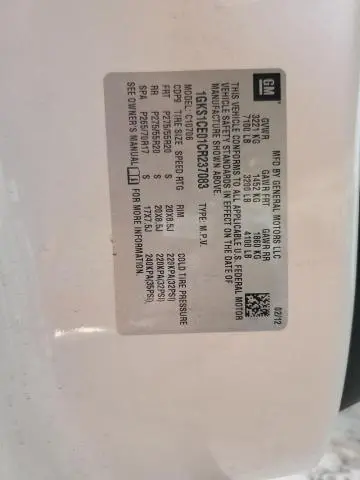 GM
MFD BY GENERAL MOTORS LLC
02/12
GVWR GAWR FRT GAWR RR
3221 KG 1452 KG 1860 KG
7100 LB 3200 LB 4100 LB
THIS VEHICLE CONFORMS TO ALL APPLICABLE U.S. FEDERAL MOTOR
VEHICLE SAFETY STANDARDS IN EFFECT ON THE DATE OF
MANUFACTURE SHOWN ABOVE.
1GKS1CE01CR237083 TYPE: M.P.V.
MODEL: C10706
CDP9 TIRE SIZE SPEED RTG RIM COLD TIRE PRESSURE
FRT P275/55R20 S 20X8.5J 220KPA(32PSI)
RR P275/55R20 S 20X8.5J 220KPA(32PSI)
SPA P265/70R17 S 17X7.5J 240KPA(35PSI)
SEE OWNER'S MANUAL FOR MORE INFORMATION.